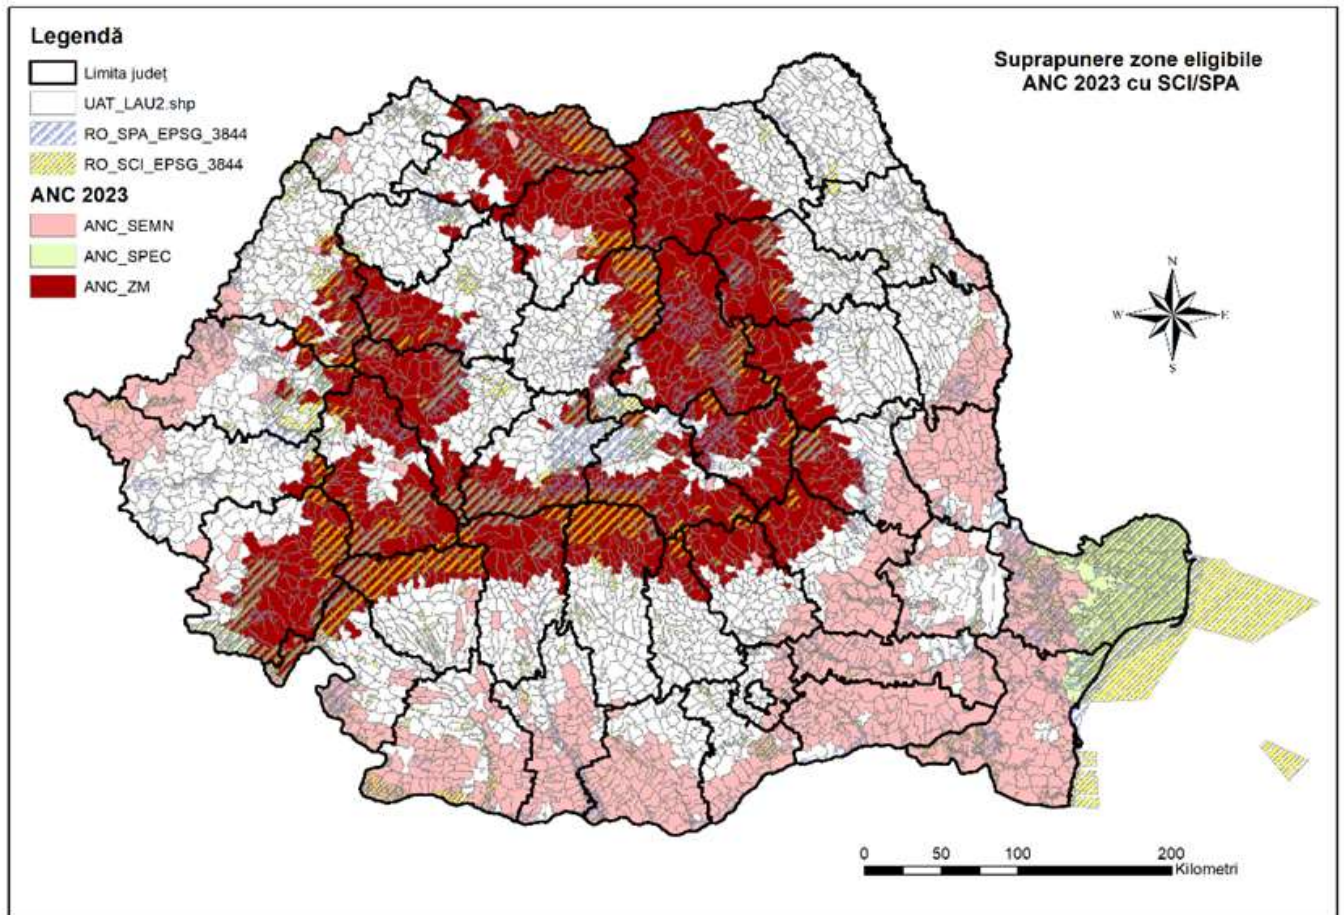 Legendă
Limita județ
UAT_LAU2.shp
RO_SPA_EPSG_3844
RO_SCI_EPSG_3844
ANC 2023
ANC_SEMN
ANC_SPEC
ANC_ZM
Suprapunere zone eligibile
ANC 2023 cu SCI/SPA
N
W E
S
0 50 100 200
Kilometri